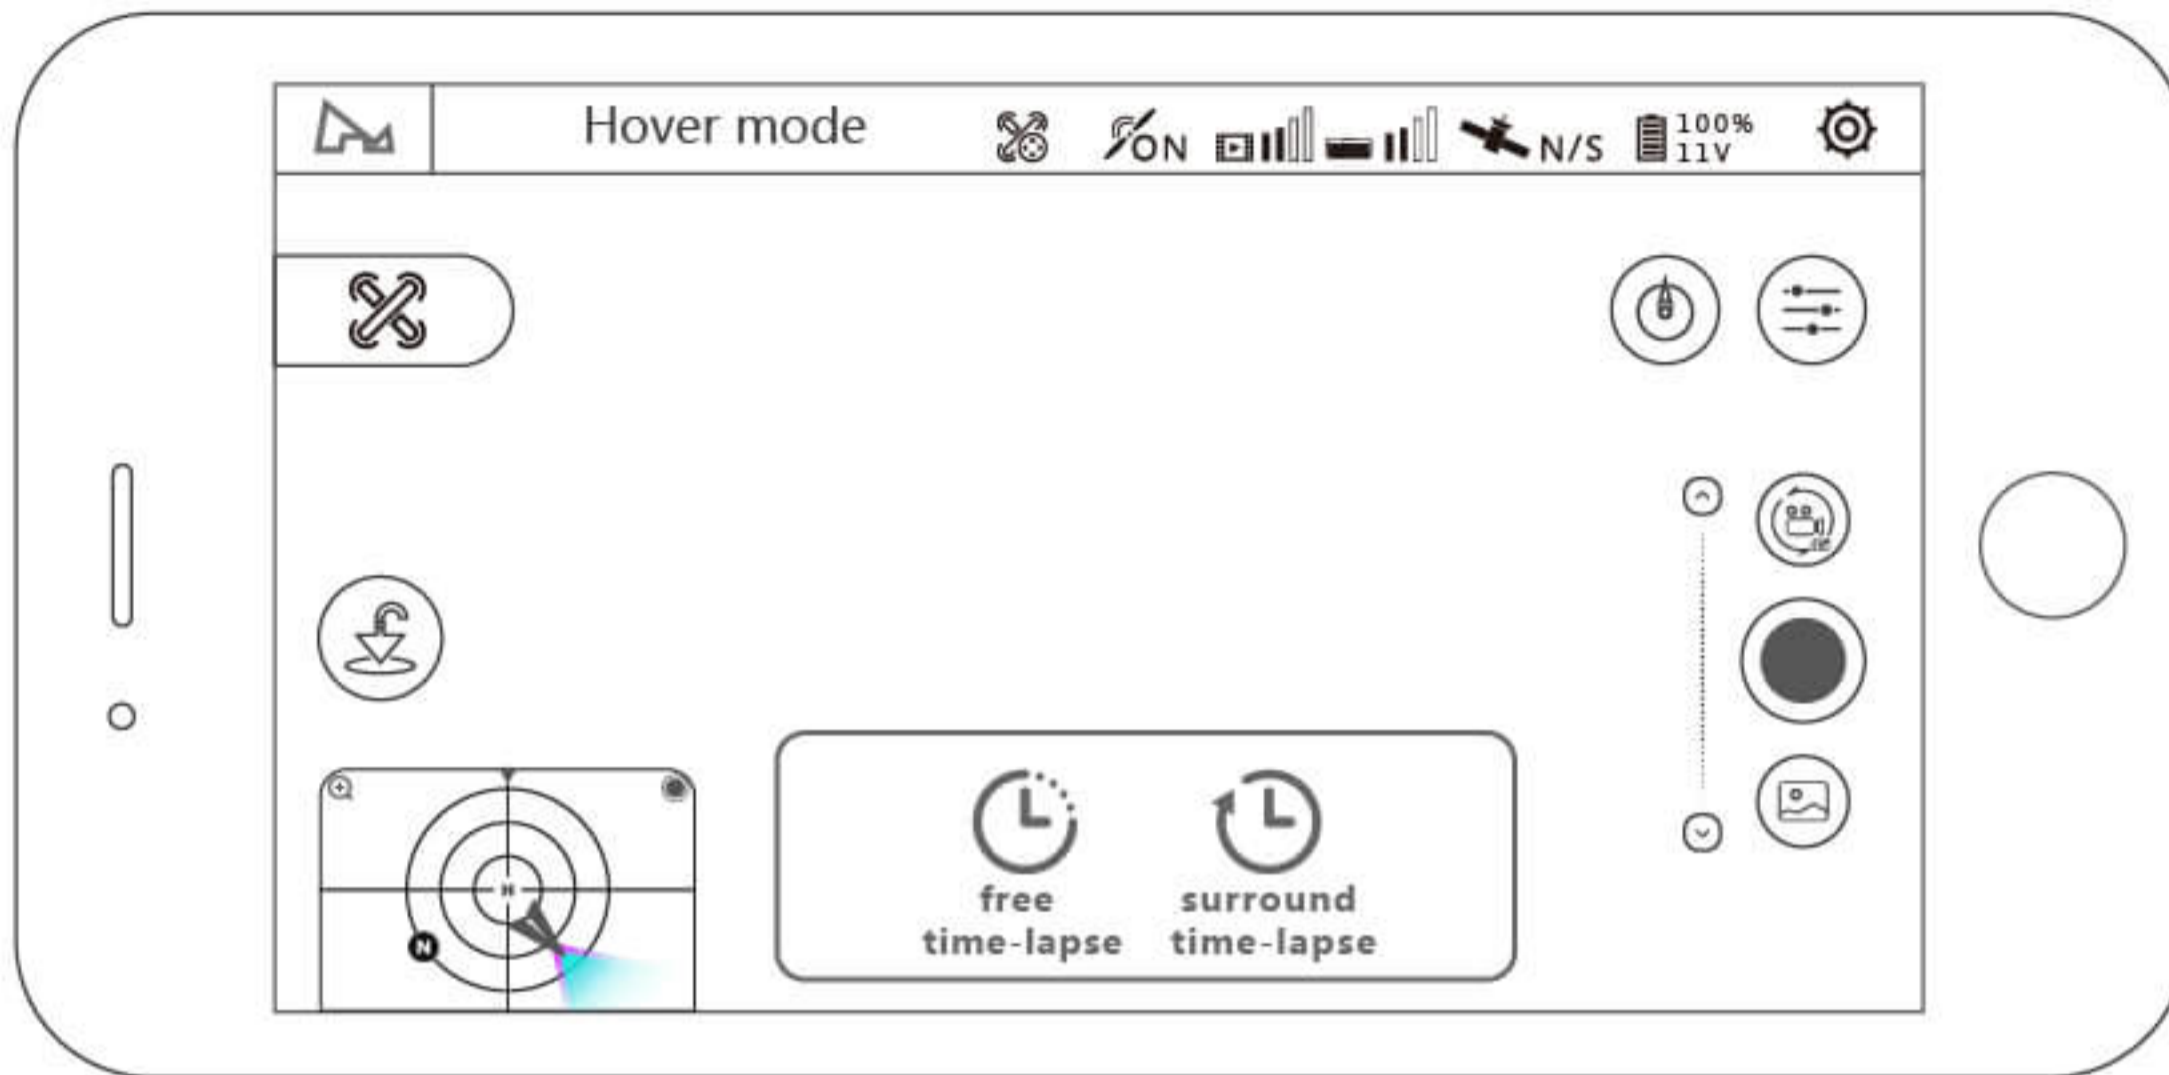 Hover mode
ON
N/S
100%
11V
H
N
free
time-lapse
surround
time-lapse